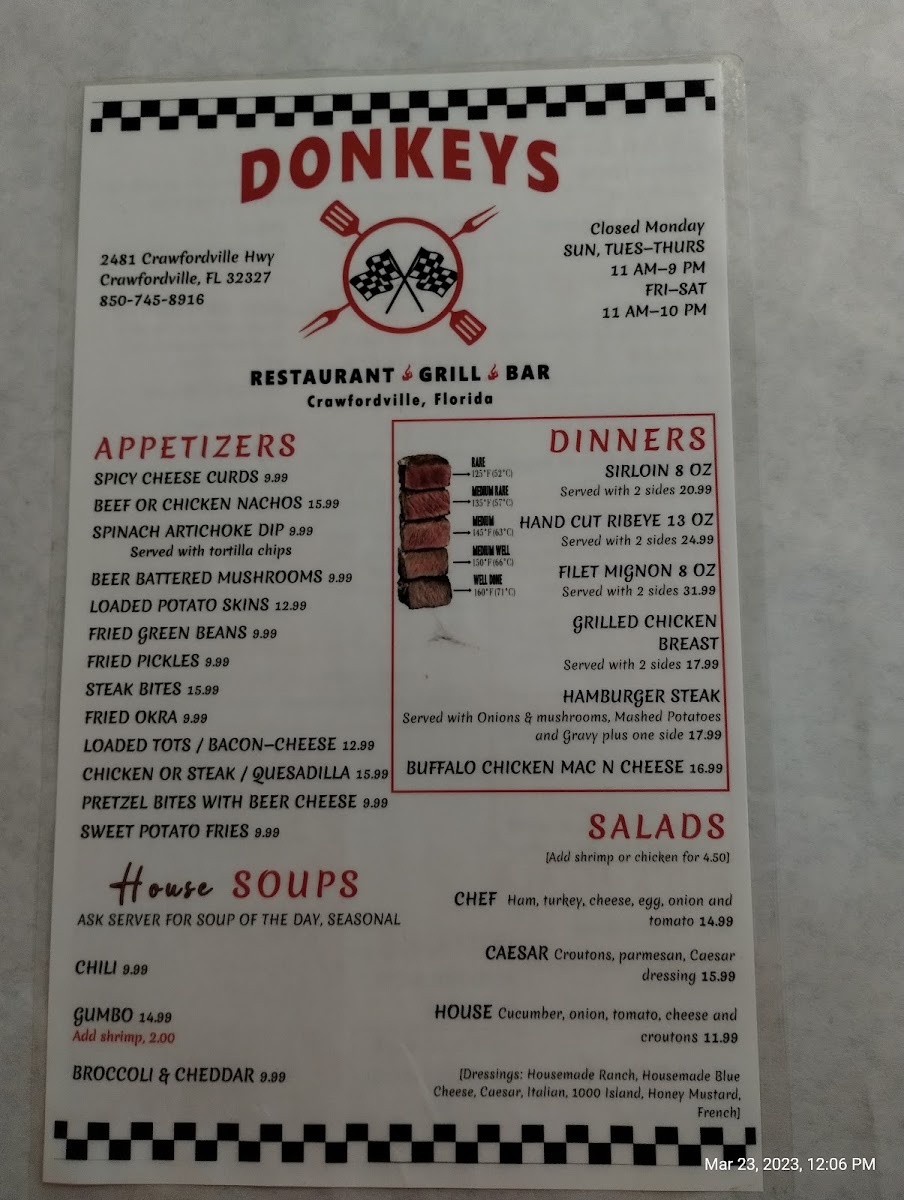 DONKEYS
2481 Crawfordville Hwy
Crawfordville, FL 32327
850-745-8916
Closed Monday
SUN, TUES–THURS
11 AM–9 PM
FRI–SAT
11 AM–10 PM
RESTAURANT GRILL BAR
Crawfordville, Florida
APPETIZERS
SPICY CHEESE CURDS 9.99
BEEF OR CHICKEN NACHOS 15.99
SPINACH ARTICHOKE DIP 9.99
Served with tortilla chips
BEER BATTERED MUSHROOMS 9.99
LOADED POTATO SKINS 12.99
FRIED GREEN BEANS 9.99
FRIED PICKLES 9.99
STEAK BITES 15.99
FRIED OKRA 9.99
LOADED TOTS / BACON–CHEESE 12.99
CHICKEN OR STEAK / QUESADILLA 15.99
PRETZEL BITES WITH BEER CHEESE 9.99
SWEET POTATO FRIES 9.99
House SOUPS
ASK SERVER FOR SOUP OF THE DAY, SEASONAL
CHILI 9.99
GUMBO 14.99
Add shrimp, 2.00
BROCCOLI & CHEDDAR 9.99
DINNERS
RARE
125°F(52°C)
MEDIUM RARE
135°F(57°C)
MEDIUM
145°F(63°C)
MEDIUM WELL
150°F(66°C)
WELL DONE
160°F(71°C)
SIRLOIN 8 OZ
Served with 2 sides 20.99
HAND CUT RIBEYE 13 OZ
Served with 2 sides 24.99
FILET MIGNON 8 OZ
Served with 2 sides 31.99
GRILLED CHICKEN
BREAST
Served with 2 sides 17.99
HAMBURGER STEAK
Served with Onions & mushrooms, Mashed Potatoes
and Gravy plus one side 17.99
BUFFALO CHICKEN MAC N CHEESE 16.99
SALADS
[Add shrimp or chicken for 4.50]
CHEF Ham, turkey, cheese, egg, onion and
tomato 14.99
CAESAR Croutons, parmesan, Caesar
dressing 15.99
HOUSE Cucumber, onion, tomato, cheese and
croutons 11.99
[Dressings: Housemade Ranch, Housemade Blue
Cheese, Caesar, Italian, 1000 Island, Honey Mustard,
French]
Mar 23, 2023, 12:06 PM